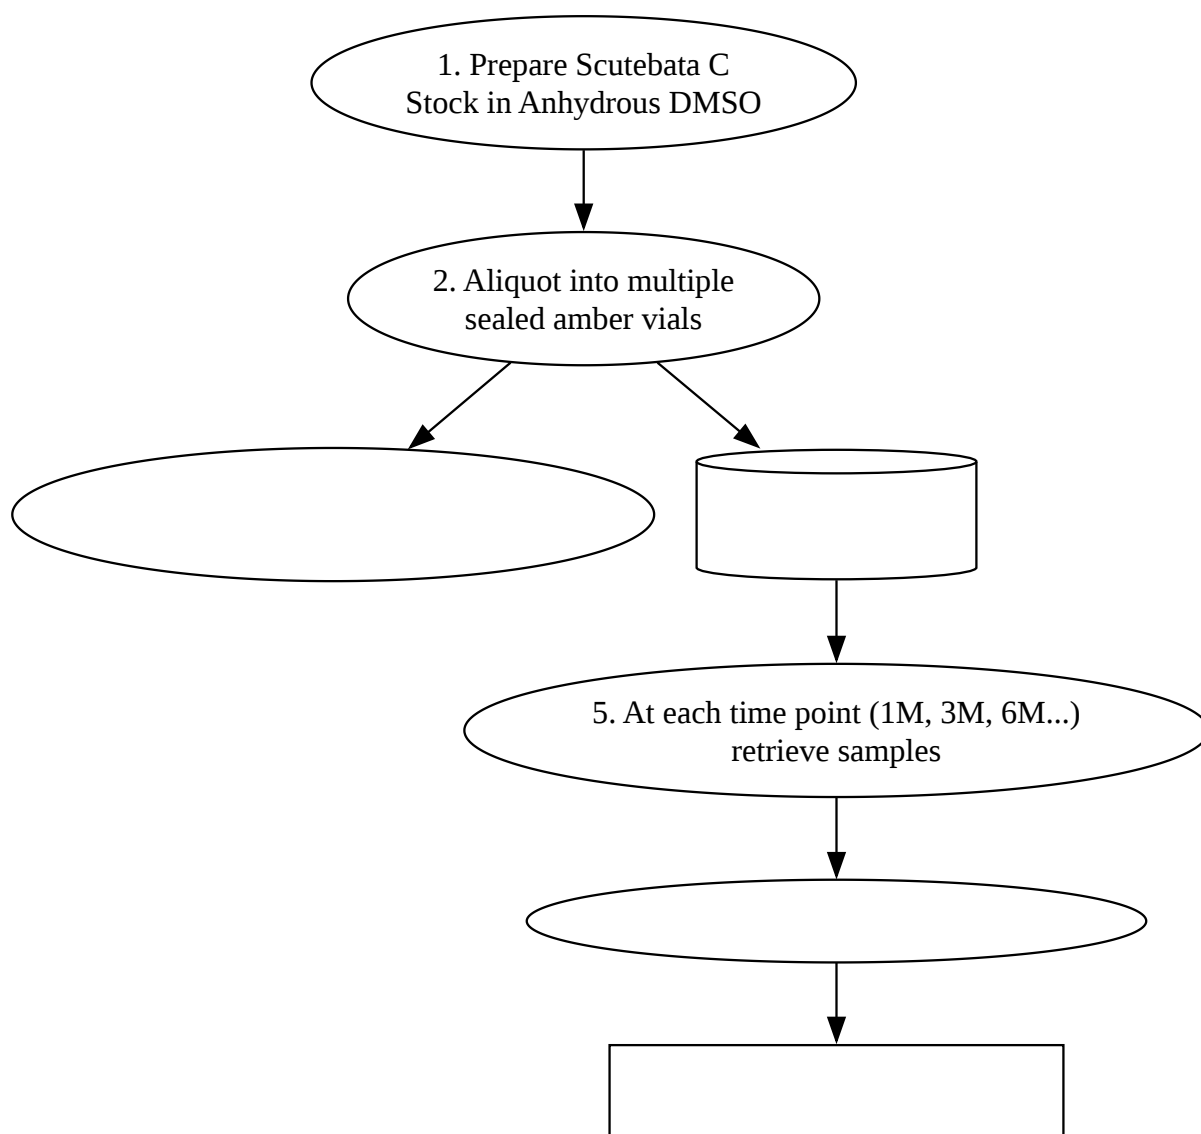 1. Prepare Scutebata C
Stock in Anhydrous DMSO
2. Aliquot into multiple
sealed amber vials
5. At each time point (1M, 3M, 6M...)
retrieve samples